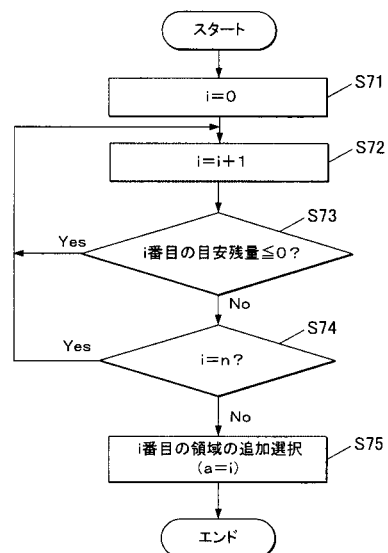 スタート
i=0
S71
i=i+1
S72
S73
Yes
i番目の目安残量≦0?
No
S74
Yes
i=n?
No
i番目の領域の追加選択
(a=i)
S75
エンド